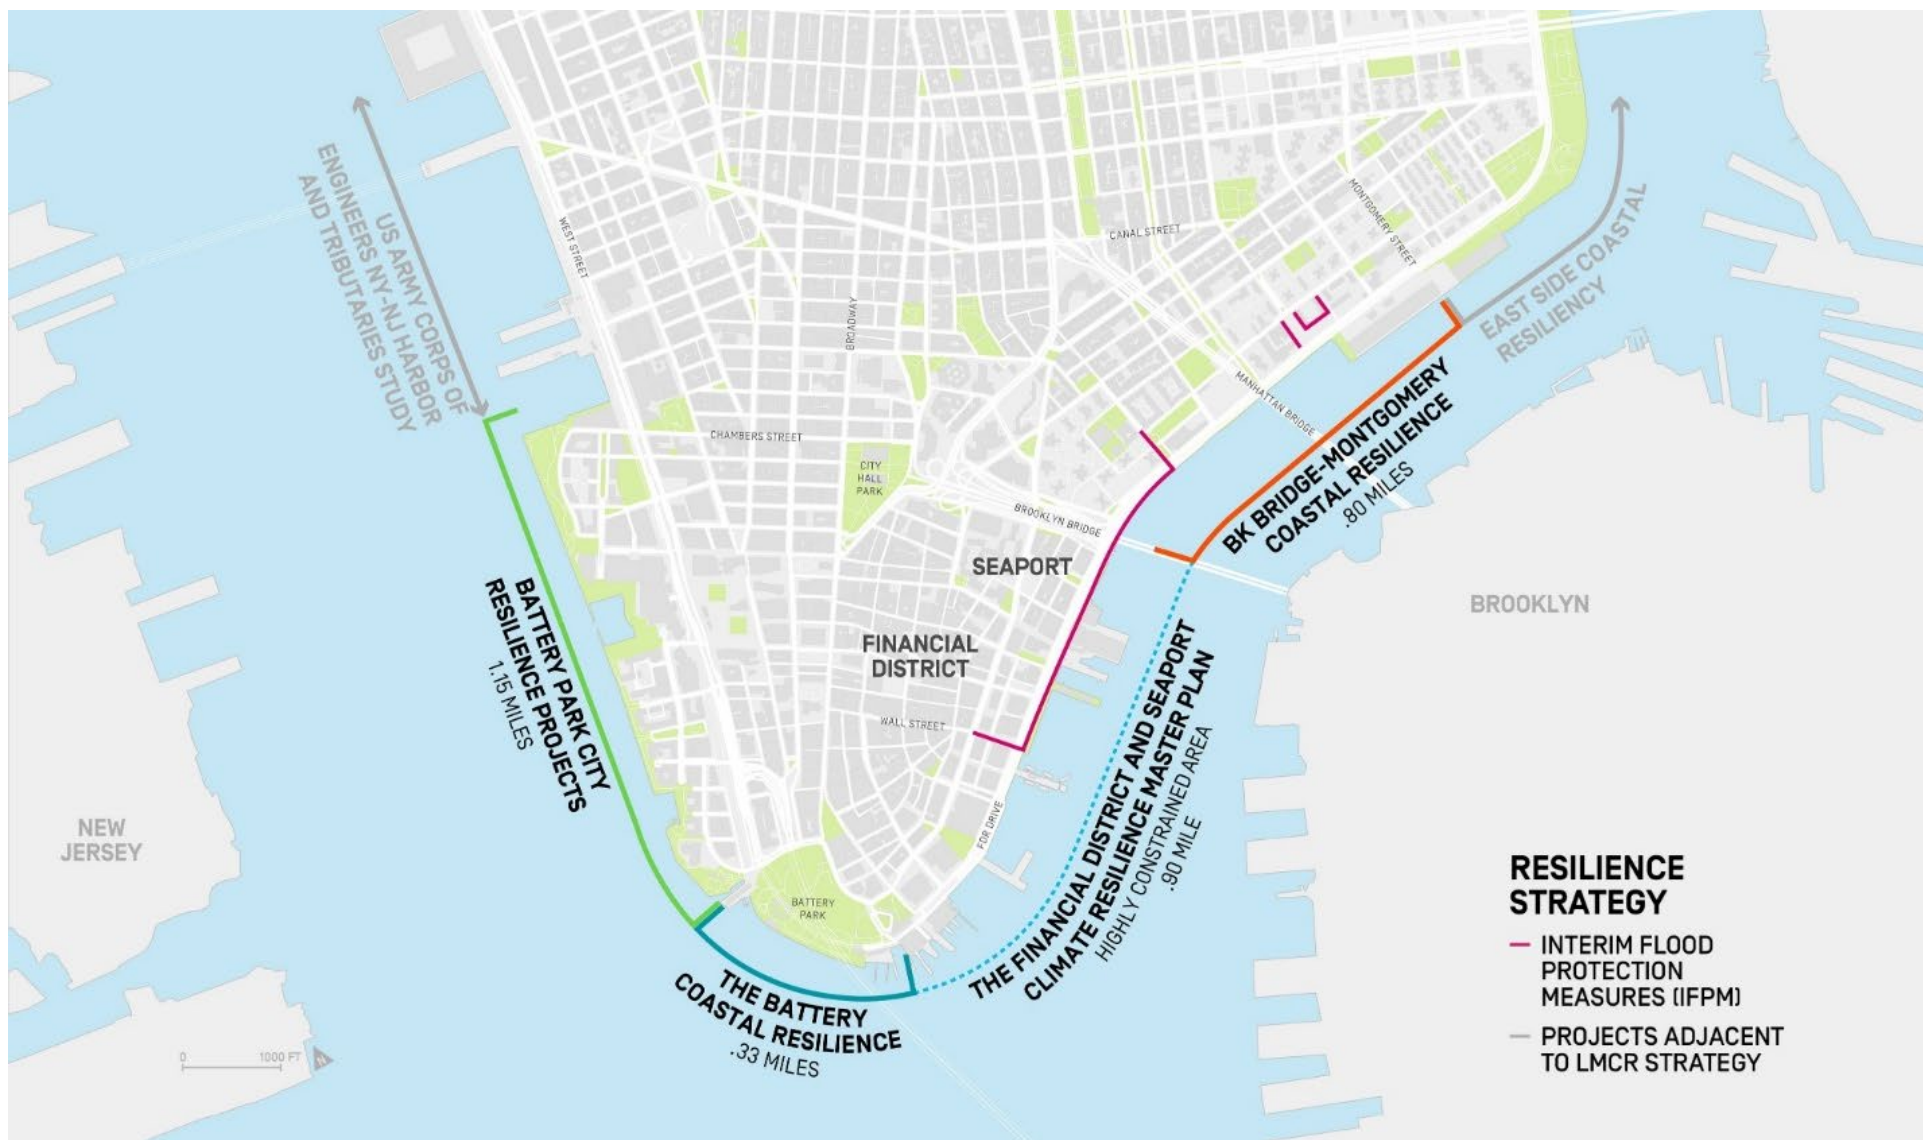 US ARMY CORPS OF
ENGINEERS NY-NJ HARBOR
AND TRIBUTARIES STUDY
WEST STREET
BROADWAY
CANAL STREET
MONTGOMERY STREET
EAST SIDE COASTAL
RESILIENCY
CHAMBERS STREET
CITY
HALL
PARK
MANHATTAN BRIDGE
BROOKLYN BRIDGE
BK BRIDGE-MONTGOMERY
COASTAL RESILIENCE
.80 MILES
SEAPORT
FINANCIAL
DISTRICT
WALL STREET
BROOKLYN
BATTERY PARK CITY
RESILIENCE PROJECTS
1.15 MILES
THE FINANCIAL DISTRICT AND SEAPORT
CLIMATE RESILIENCE MASTER PLAN
HIGHLY CONSTRAINED AREA
.90 MILE
FDR DRIVE
NEW
JERSEY
BATTERY
PARK
THE BATTERY
COASTAL RESILIENCE
.33 MILES
0 1000 FT N
RESILIENCE
STRATEGY
INTERIM FLOOD
PROTECTION
MEASURES (IFPM)
PROJECTS ADJACENT
TO LMCR STRATEGY